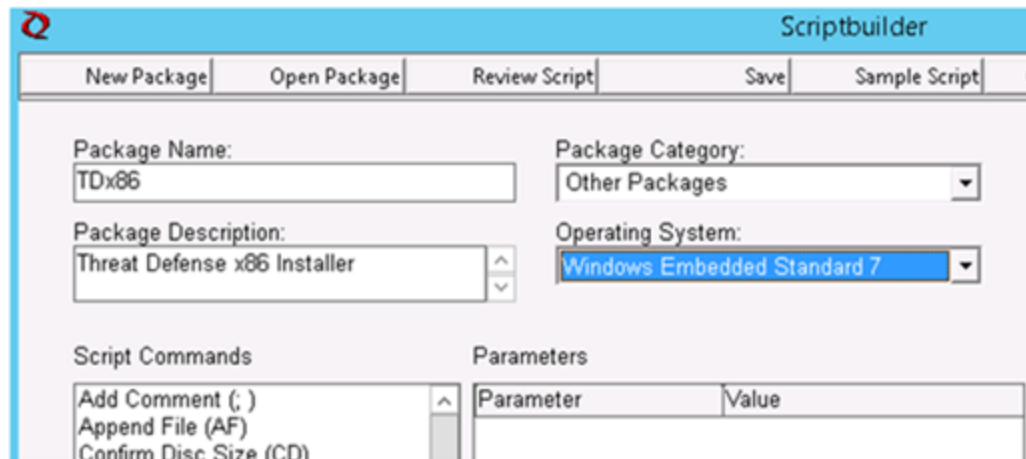 Scriptbuilder
New Package Open Package Review Script Save Sample Script
Package Name: Package Category:
TDx86 Other Packages
Package Description: Operating System:
Threat Defense x86 Installer Windows Embedded Standard 7
Script Commands Parameters
Add Comment (; ) Parameter Value
Append File (AF)
Confirm Disc Size (CD)